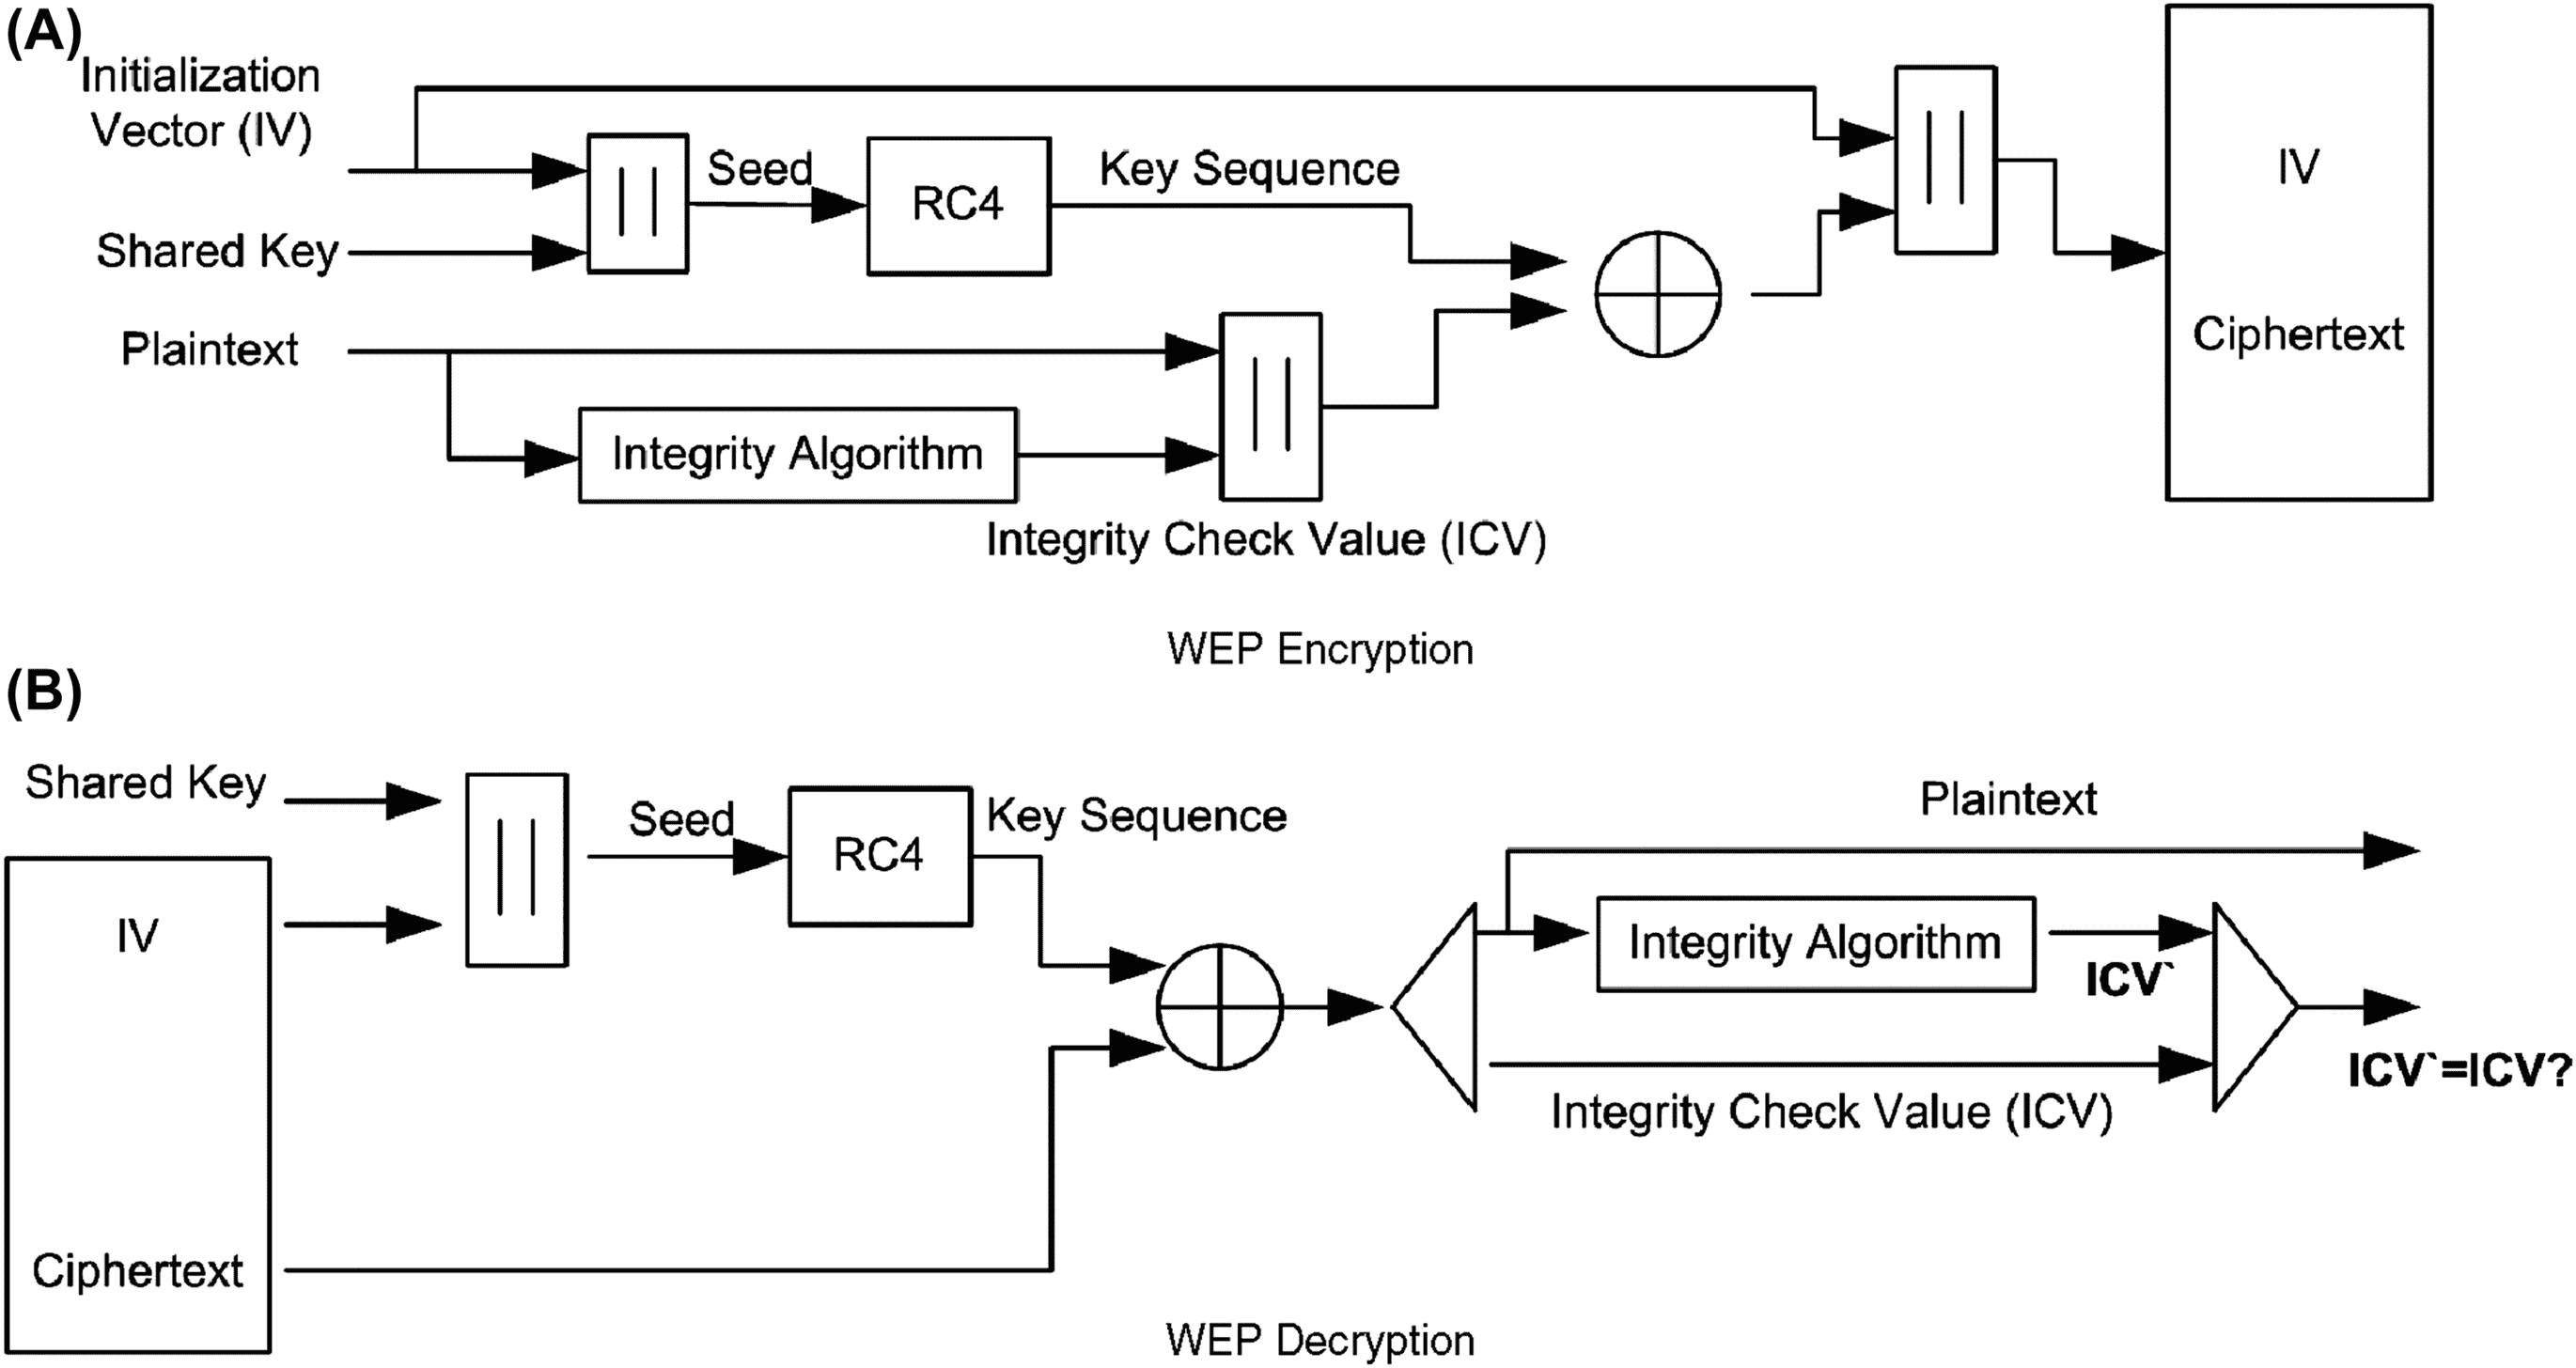 (A)
Initialization
Vector (IV)
Shared Key
Plaintext
||
Seed
RC4
Key Sequence
Integrity Algorithm
||
Integrity Check Value (ICV)
||
IV
Ciphertext
WEP Encryption
(B)
Shared Key
IV
Ciphertext
||
Seed
RC4
Key Sequence
Plaintext
Integrity Algorithm
ICV`
Integrity Check Value (ICV)
ICV`=ICV?
WEP Decryption